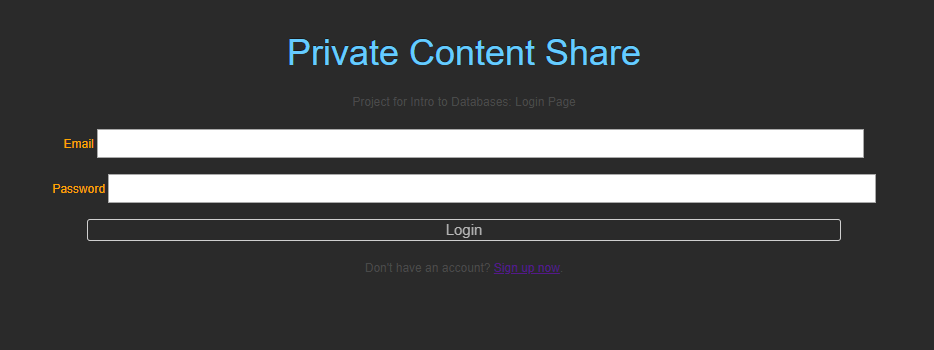 Private Content Share
Project for Intro to Databases: Login Page
Email
Password
Login
Don't have an account? Sign up now.